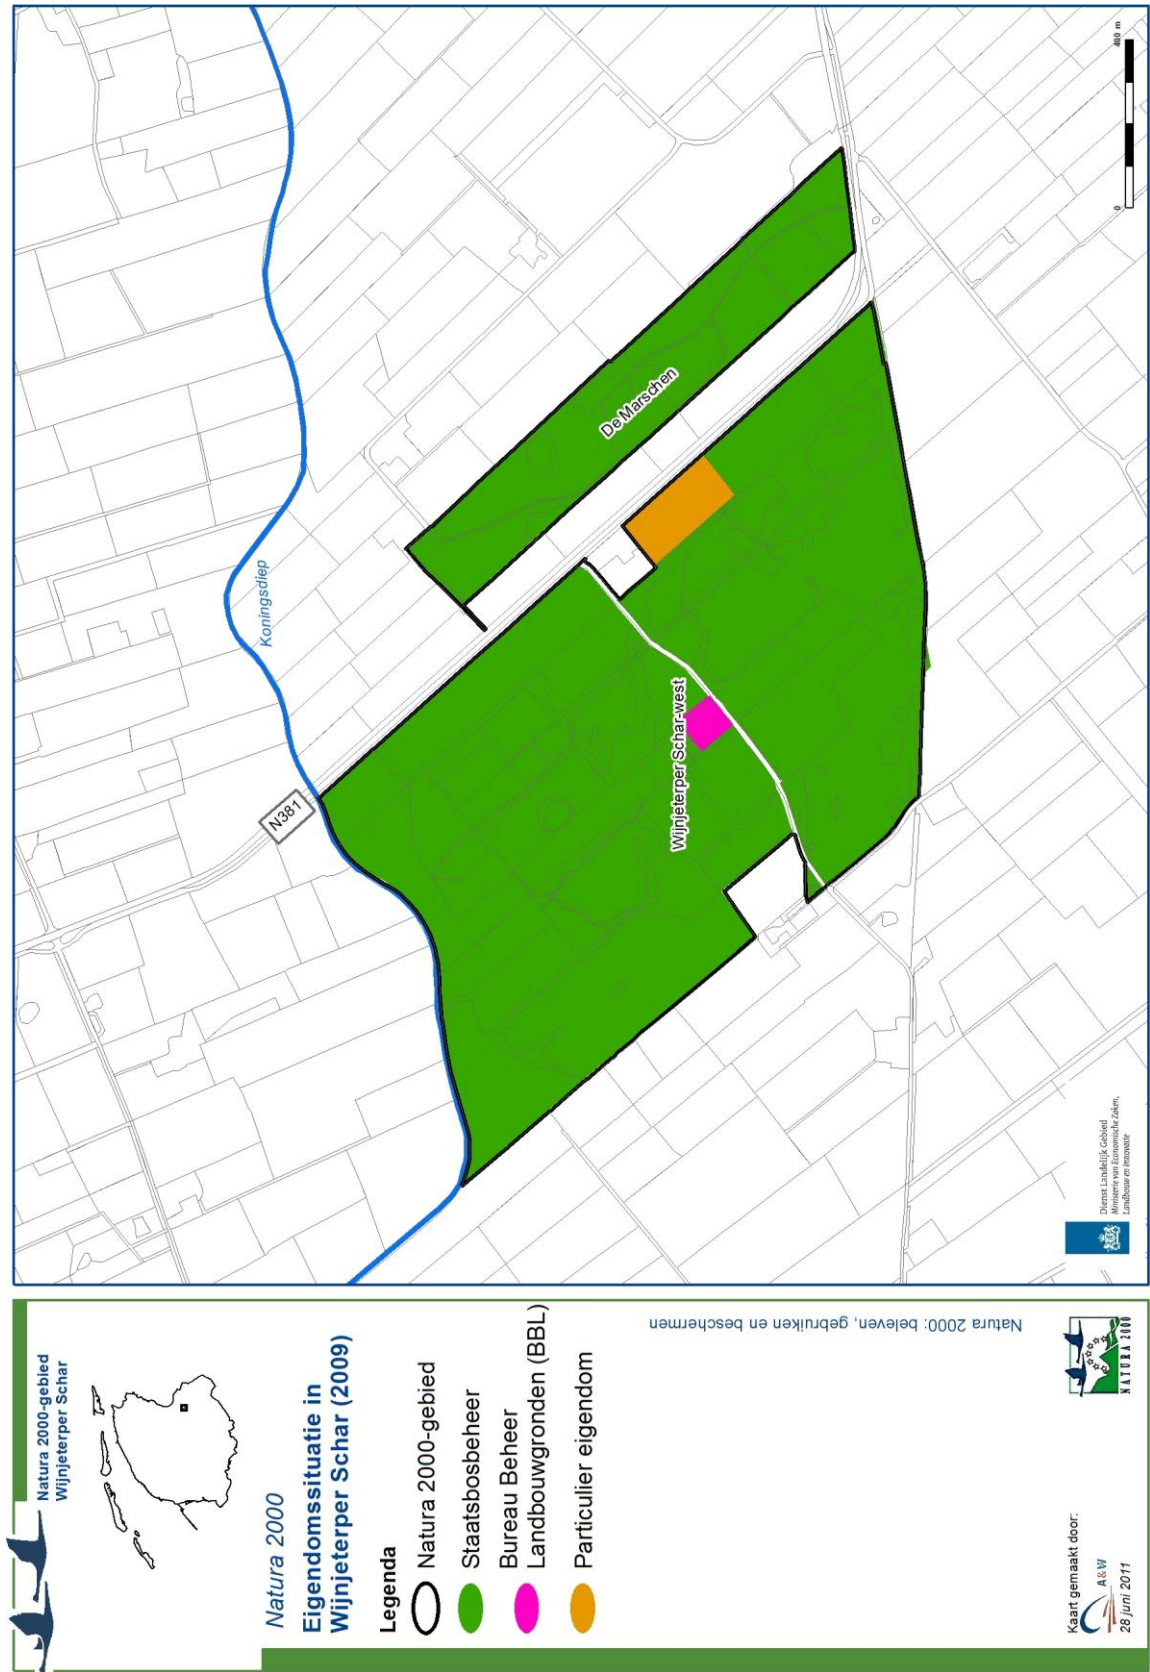 Natura 2000-gebied
Wijnjeterper Schar
Natura 2000
Eigendomssituatie in
Wijnjeterper Schar (2009)
Legenda
Natura 2000-gebied
Staatsbosbeheer
Bureau Beheer
Landbouwgronden (BBL)
Particulier eigendom
Natura 2000: beleven, gebruiken en beschermen
Kaart gemaakt door:
A&W
28 juni 2011
NATURA 2000
Koningsdiep
N381
De Marschen
Wijnjeterper Schar-west
Dienst Landelijk Gebied
Ministerie van Economische Zaken,
Landbouw en Innovatie
0
400 m